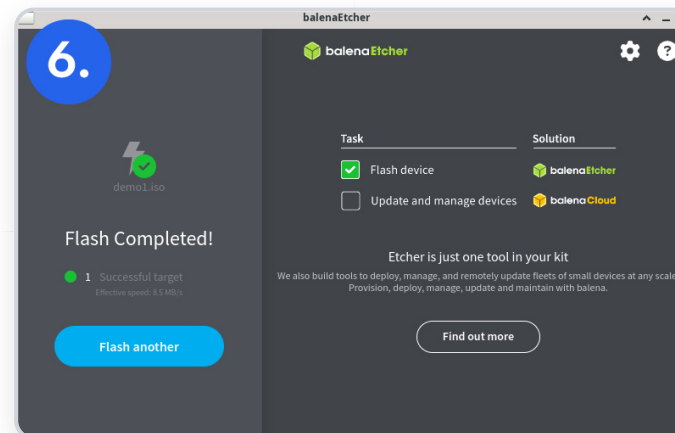 balenaEtcher
6.
balenaEtcher
?
Task
Solution
Flash device
balenaEtcher
Update and manage devices
balenaCloud
demo1.iso
Flash Completed!
1 Successful target
Effective speed: 8.5 MB/s
Flash another
Etcher is just one tool in your kit
We also build tools to deploy, manage, and remotely update fleets of small devices at any scale
Provision, deploy, manage, update and maintain with balena.
Find out more